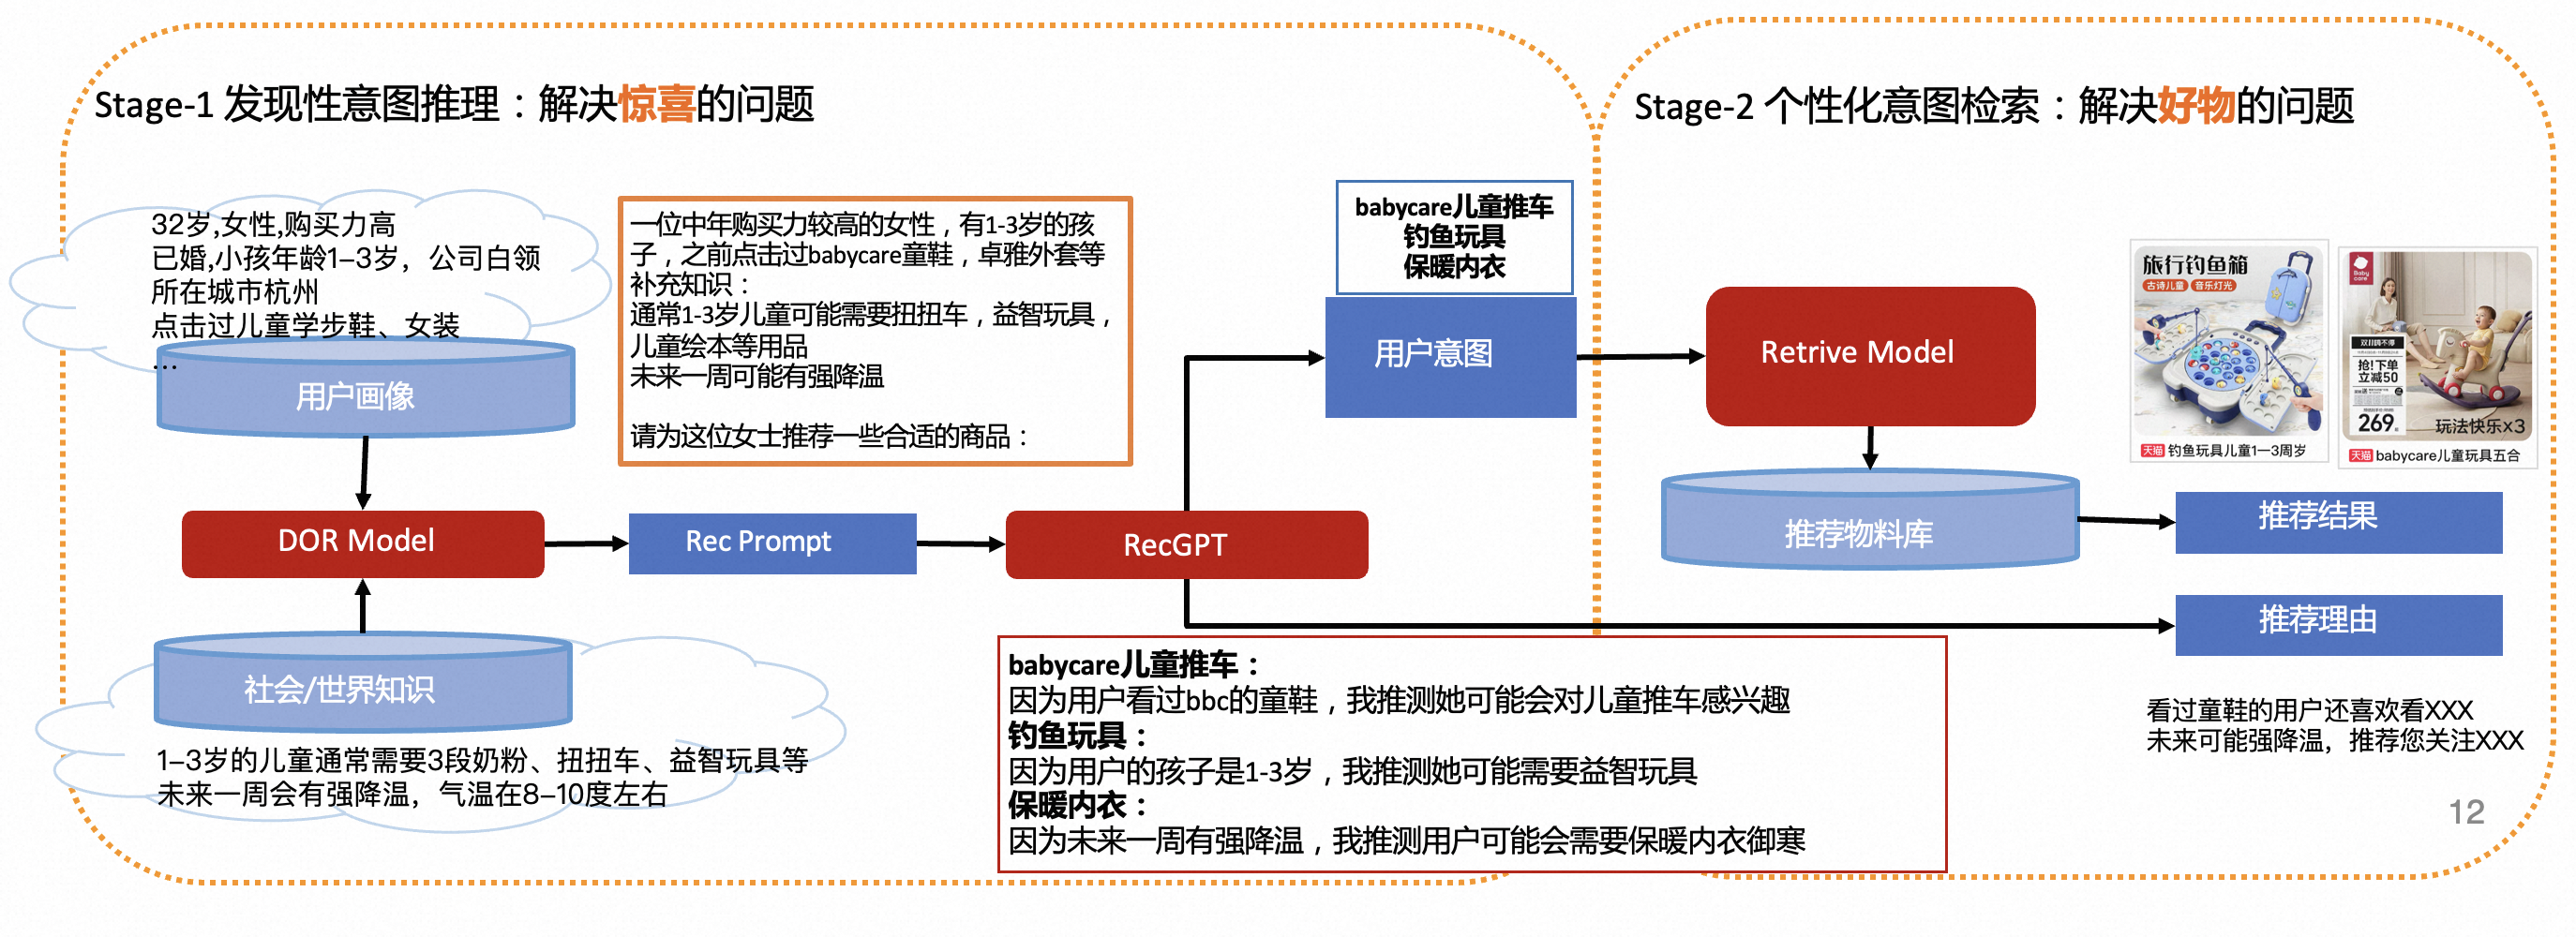 Stage-1 发现性意图推理：解决惊喜的问题
32岁,女性,购买力高
已婚,小孩年龄1–3岁，公司白领
所在城市杭州
点击过儿童学步鞋、女装
...
用户画像
DOR Model
社会/世界知识
1–3岁的儿童通常需要3段奶粉、扭扭车、益智玩具等
未来一周会有强降温，气温在8–10度左右
一位中年购买力较高的女性，有1-3岁的孩
子，之前点击过babycare童鞋，卓雅外套等
补充知识：
通常1-3岁儿童可能需要扭扭车，益智玩具，
儿童绘本等用品
未来一周可能有强降温
请为这位女士推荐一些合适的商品：
Rec Prompt
RecGPT
babycare儿童推车
钓鱼玩具
保暖内衣
用户意图
babycare儿童推车：
因为用户看过bbc的童鞋，我推测她可能会对儿童推车感兴趣
钓鱼玩具：
因为用户的孩子是1-3岁，我推测她可能需要益智玩具
保暖内衣：
因为未来一周有强降温，我推测用户可能会需要保暖内衣御寒
Stage-2 个性化意图检索：解决好物的问题
Retrive Model
推荐物料库
旅行钓鱼箱
古诗儿童 音乐灯光
天猫 钓鱼玩具儿童1一3周岁
Baby
care
双11嗨不停
抢!下单
立减50
269
玩法快乐x3
天猫 babycare儿童玩具五合
推荐结果
推荐理由
看过童鞋的用户还喜欢看XXX
未来可能强降温，推荐您关注XXX
12